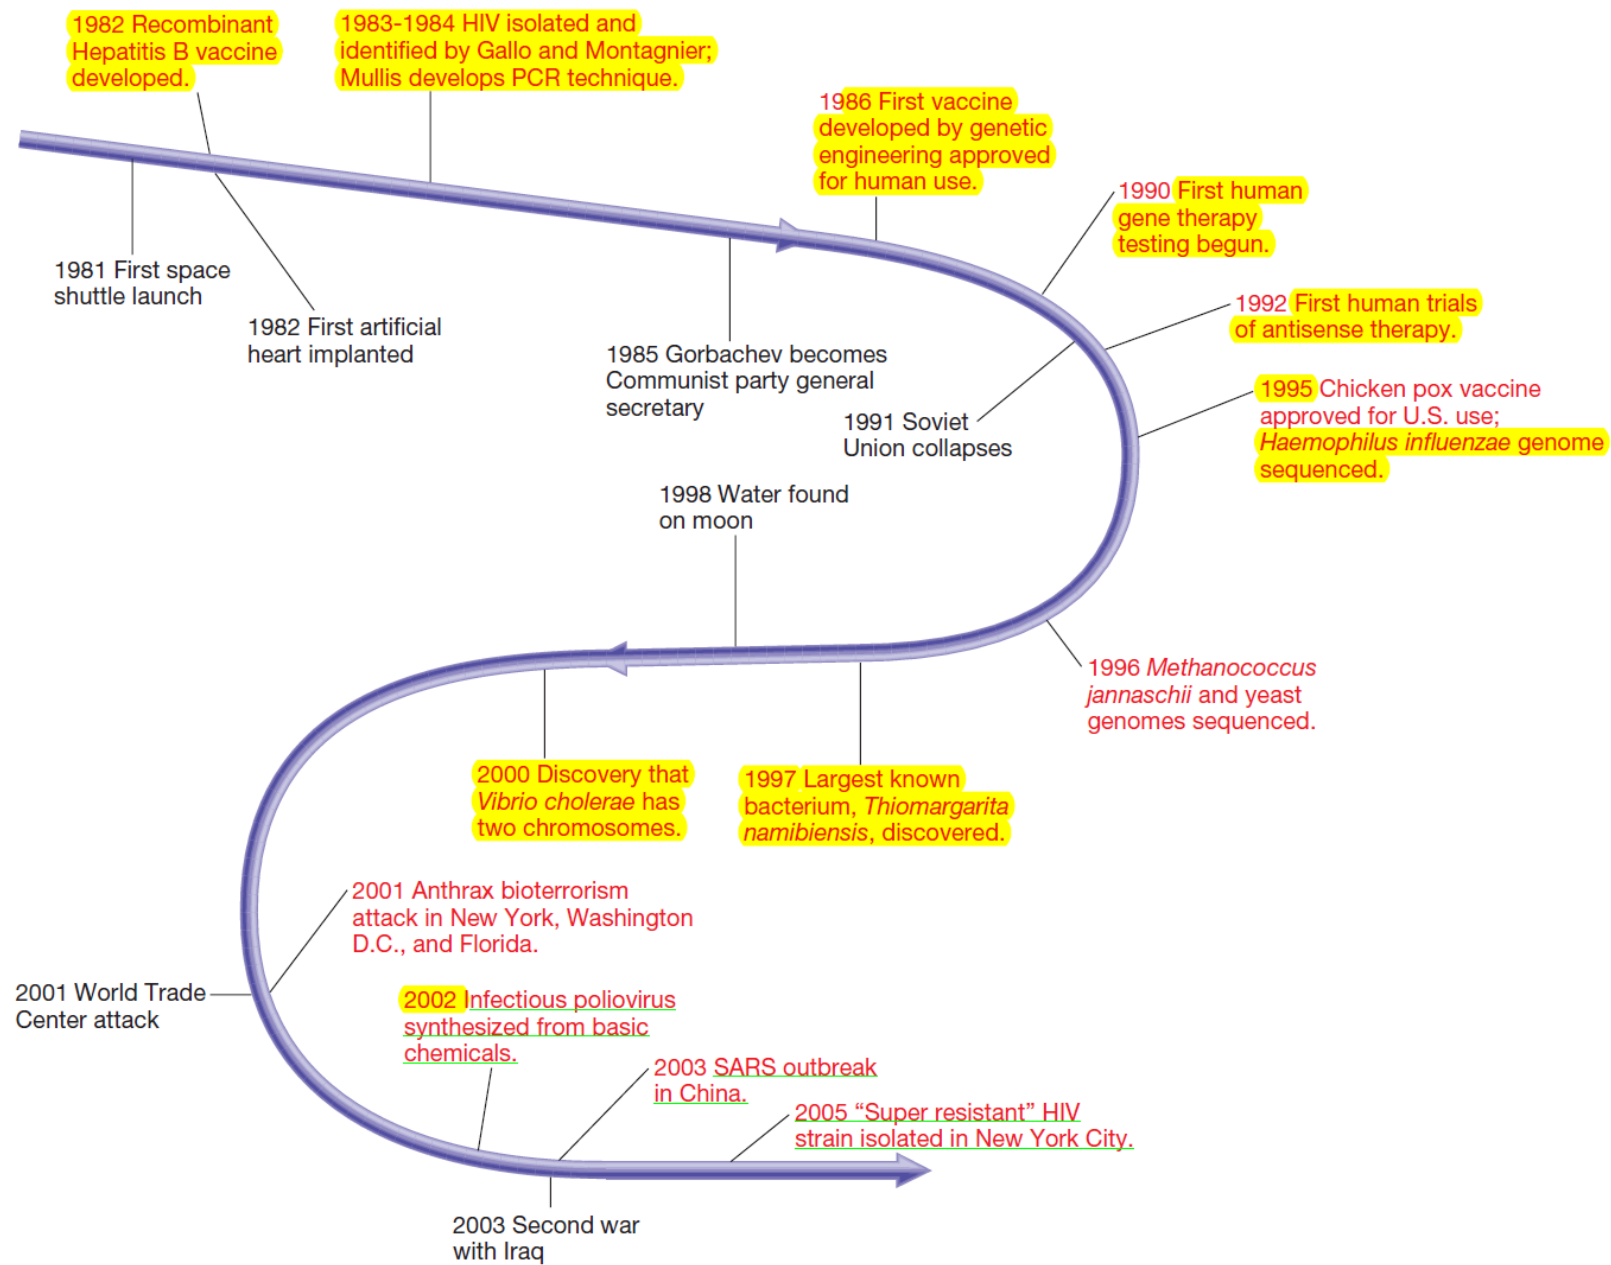 1982 Recombinant
Hepatitis B vaccine
developed.
1983-1984 HIV isolated and
identified by Gallo and Montagnier;
Mullis develops PCR technique.
1986 First vaccine
developed by genetic
engineering approved
for human use.
1990 First human
gene therapy
testing begun.
1981 First space
shuttle launch
1982 First artificial
heart implanted
1985 Gorbachev becomes
Communist party general
secretary
1992 First human trials
of antisense therapy.
1991 Soviet
Union collapses
1995 Chicken pox vaccine
approved for U.S. use;
Haemophilus influenzae genome
sequenced.
1998 Water found
on moon
1996 Methanococcus
jannaschii and yeast
genomes sequenced.
2000 Discovery that
Vibrio cholerae has
two chromosomes.
1997 Largest known
bacterium, Thiomargarita
namibiensis, discovered.
2001 Anthrax bioterrorism
attack in New York, Washington
D.C., and Florida.
2001 World Trade
Center attack
2002 Infectious poliovirus
synthesized from basic
chemicals.
2003 SARS outbreak
in China.
2005 “Super resistant” HIV
strain isolated in New York City.
2003 Second war
with Iraq